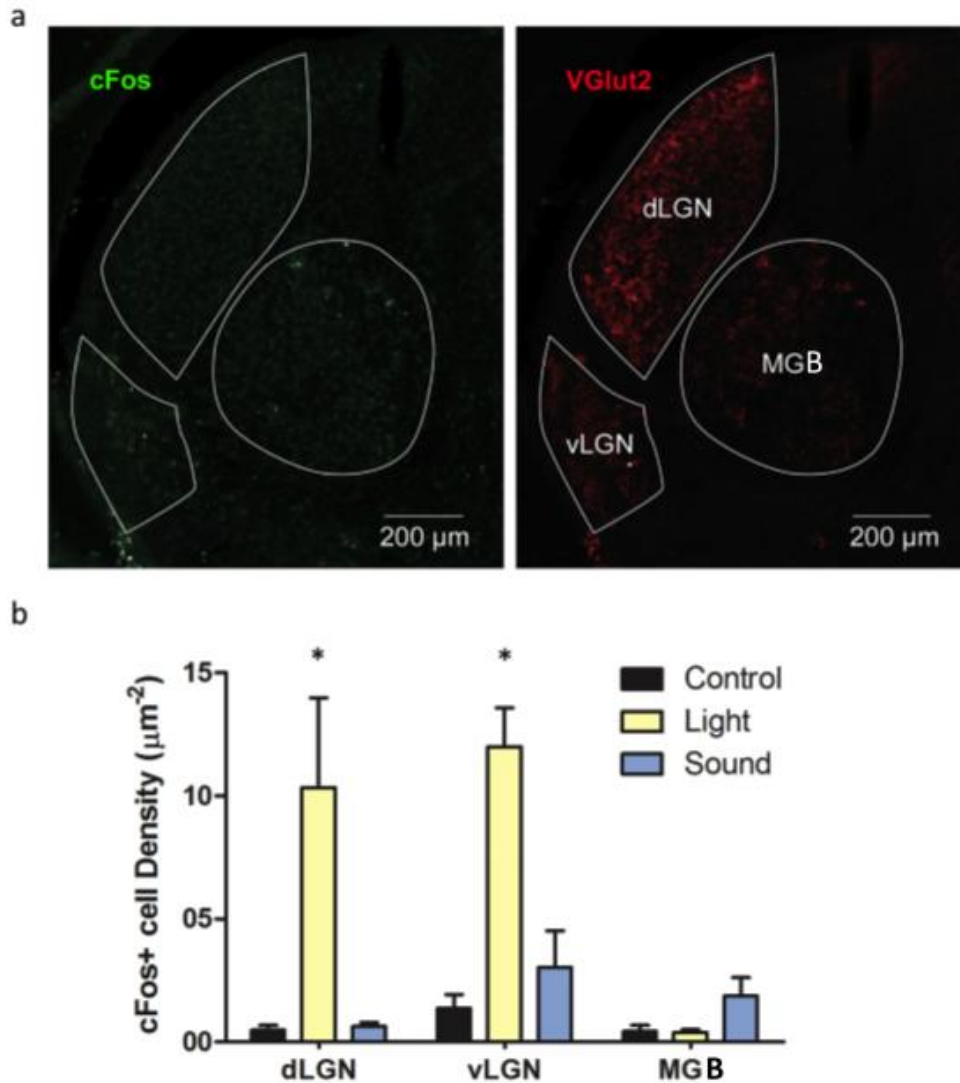 a
cFos
VGlut2
dLGN
MGB
vLGN
200 µm
200 µm
b
* *
15
10
05
00
cFos+ cell Density (µm⁻²)
Control
Light
Sound
dLGN vLGN MGB